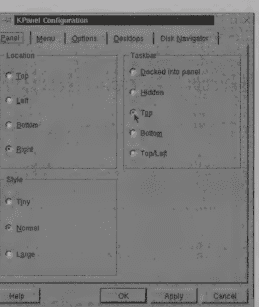 KPanel Configuration
Panel Menu Options Desktops Disk Navigator
Location
Top
Left
Bottom
Right
Taskbar
Docked into panel
Hidden
Top
Bottom
Top/Left
Style
Tiny
Normal
Large
Help OK Apply Cancel